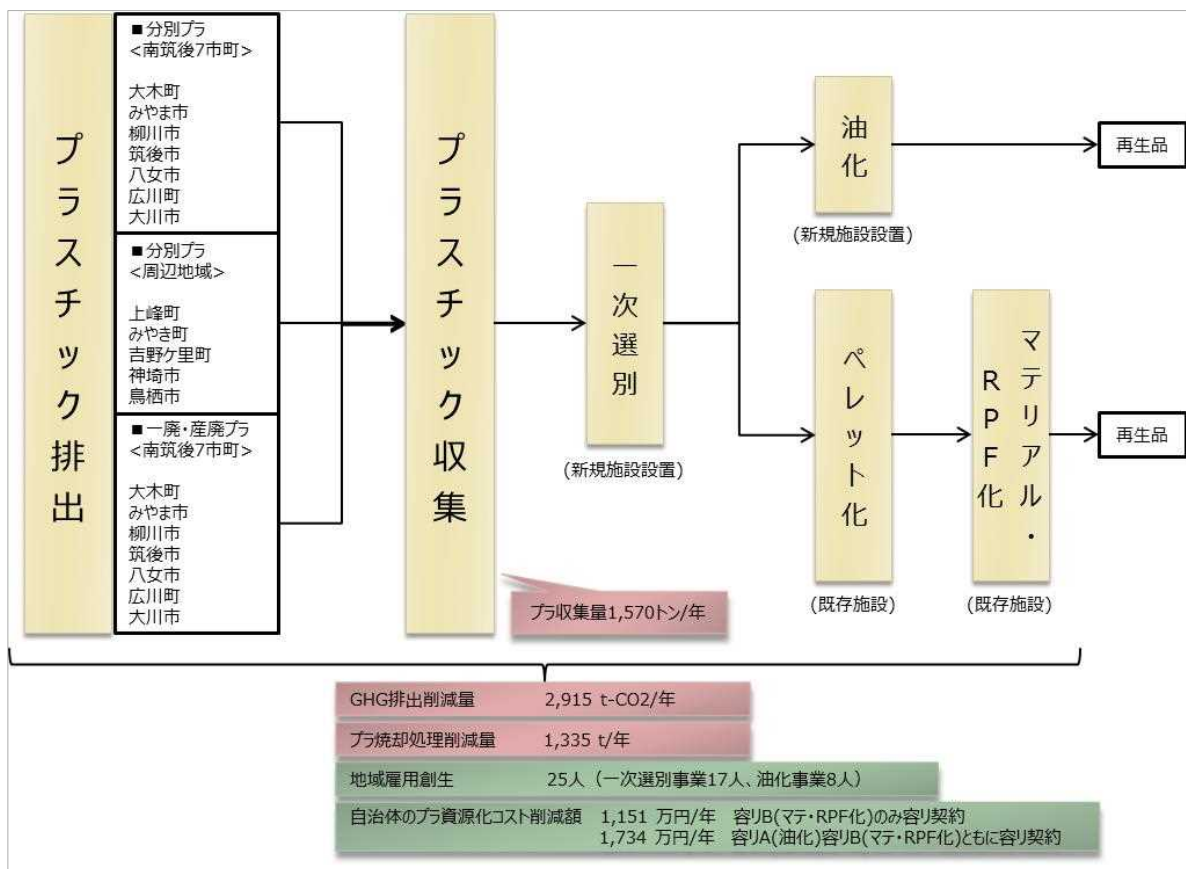 プラスチック排出
■分別プラ
<南筑後7市町>
大木町
みやま市
柳川市
筑後市
八女市
広川町
大川市
■分別プラ
<周辺地域>
上峰町
みやき町
吉野ケ里町
神埼市
鳥栖市
■一廃・産廃プラ
<南筑後7市町>
大木町
みやま市
柳川市
筑後市
八女市
広川町
大川市
プラスチック収集
プラ収集量1,570トン/年
一次選別
(新規施設設置)
油化
(新規施設設置)
再生品
ペレット化
(既存施設)
マテリアル・
RPF化
(既存施設)
再生品
GHG排出削減量 2,915 t-CO2/年
プラ焼却処理削減量 1,335 t/年
地域雇用創生 25人（一次選別事業17人、油化事業8人）
自治体のプラ資源化コスト削減額 1,151 万円/年 容リB(マテ・RPF化)のみ容リ契約
1,734 万円/年 容リA(油化)容リB(マテ・RPF化)ともに容リ契約